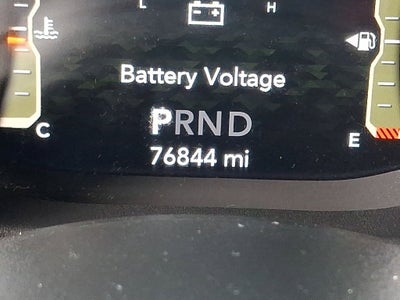 L H
Battery Voltage
PRND
C E
76844 mi